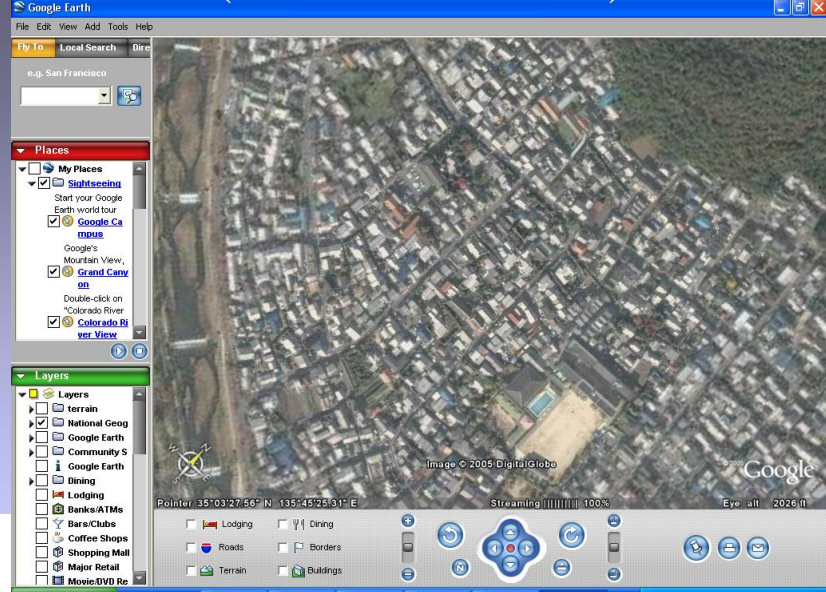 Google Earth
File Edit View Add Tools Help
Fly To Local Search Dire
e.g. San Francisco
Places
My Places
Sightseeing
Start your Google
Earth world tour
Google Ca
mpus
Google's
Mountain View,
Grand Cany
on
Double-click on
"Colorado River
Colorado Ri
ver View
Layers
Layers
terrain
National Geog
Google Earth
Community S
Google Earth
Dining
Lodging
Banks/ATMs
Bars/Clubs
Coffee Shops
Shopping Mall
Major Retail
Movie/DVD Re
N
Image © 2005 DigitalGlobe
© 2005 Google
Pointer 35°03'27.56" N 135°45'25.31" E Streaming |||||||||| 100% Eye alt 2026 ft
Lodging Dining
Roads Borders
Terrain Buildings
N